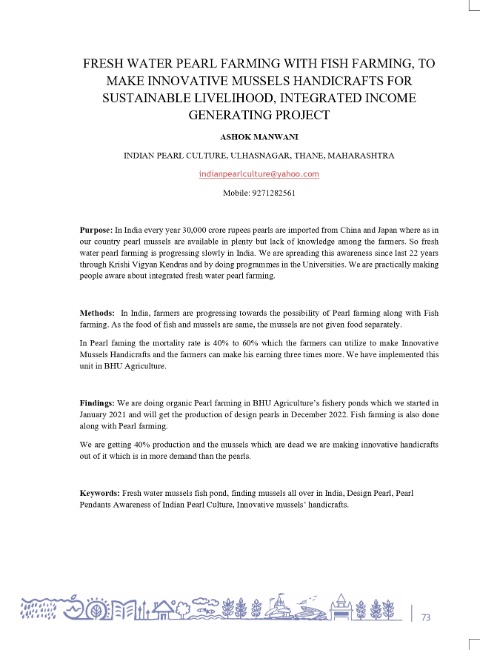 FRESH WATER PEARL FARMING WITH FISH FARMING, TO
MAKE INNOVATIVE MUSSELS HANDICRAFTS FOR
SUSTAINABLE LIVELIHOOD, INTEGRATED INCOME
GENERATING PROJECT
ASHOK MANWANI
INDIAN PEARL CULTURE, ULHASNAGAR, THANE, MAHARASHTRA
indianpearlculture@yahoo.com
Mobile: 9271282561
Purpose: In India every year 30,000 crore rupees pearls are imported from China and Japan where as in
our country pearl mussels are available in plenty but lack of knowledge among the farmers. So fresh
water pearl farming is progressing slowly in India. We are spreading this awareness since last 22 years
through Krishi Vigyan Kendras and by doing programmes in the Universities. We are practically making
people aware about integrated fresh water pearl farming.
Methods: In India, farmers are progressing towards the possibility of Pearl farming along with Fish
farming. As the food of fish and mussels are same, the mussels are not given food separately.
In Pearl faming the mortality rate is 40% to 60% which the farmers can utilize to make Innovative
Mussels Handicrafts and the farmers can make his earning three times more. We have implemented this
unit in BHU Agriculture.
Findings: We are doing organic Pearl farming in BHU Agriculture's fishery ponds which we started in
January 2021 and will get the production of design pearls in December 2022. Fish farming is also done
along with Pearl farming.
We are getting 40% production and the mussels which are dead we are making innovative handicrafts
out of it which is in more demand than the pearls.
Keywords: Fresh water mussels fish pond, finding mussels all over in India, Design Pearl, Pearl
Pendants Awareness of Indian Pearl Culture, Innovative mussels' handicrafts.
73